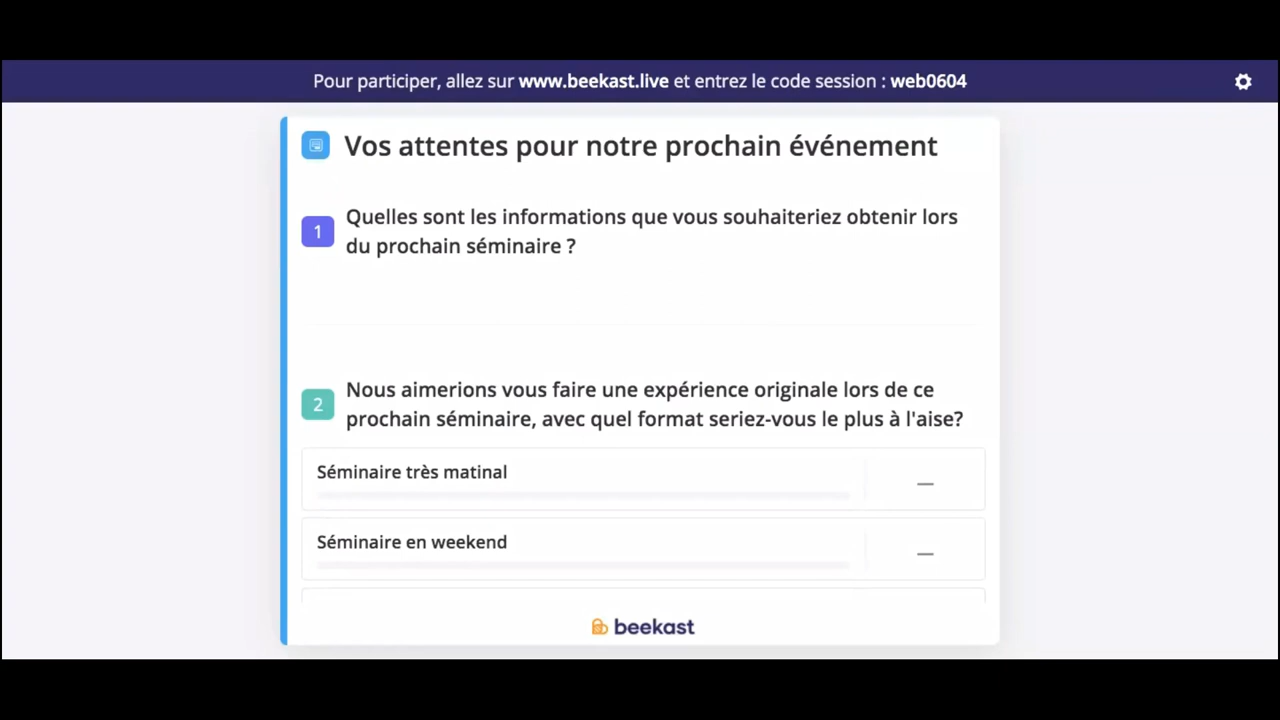 Pour participer, allez sur www.beekast.live et entrez le code session : web0604
Vos attentes pour notre prochain événement
1
Quelles sont les informations que vous souhaiteriez obtenir lors
du prochain séminaire ?
2
Nous aimerions vous faire une expérience originale lors de ce
prochain séminaire, avec quel format seriez-vous le plus à l'aise?
Séminaire très matinal
—
Séminaire en weekend
—
beekast